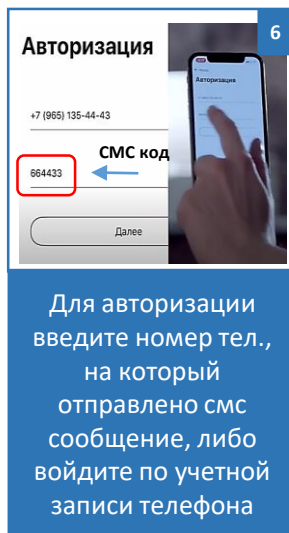 6
Авторизация
+7 (965) 135-44-43
СМС код
664433
Далее
Авторизация
Для авторизации
введите номер тел.,
на который
отправлено смс
сообщение, либо
войдите по учетной
записи телефона